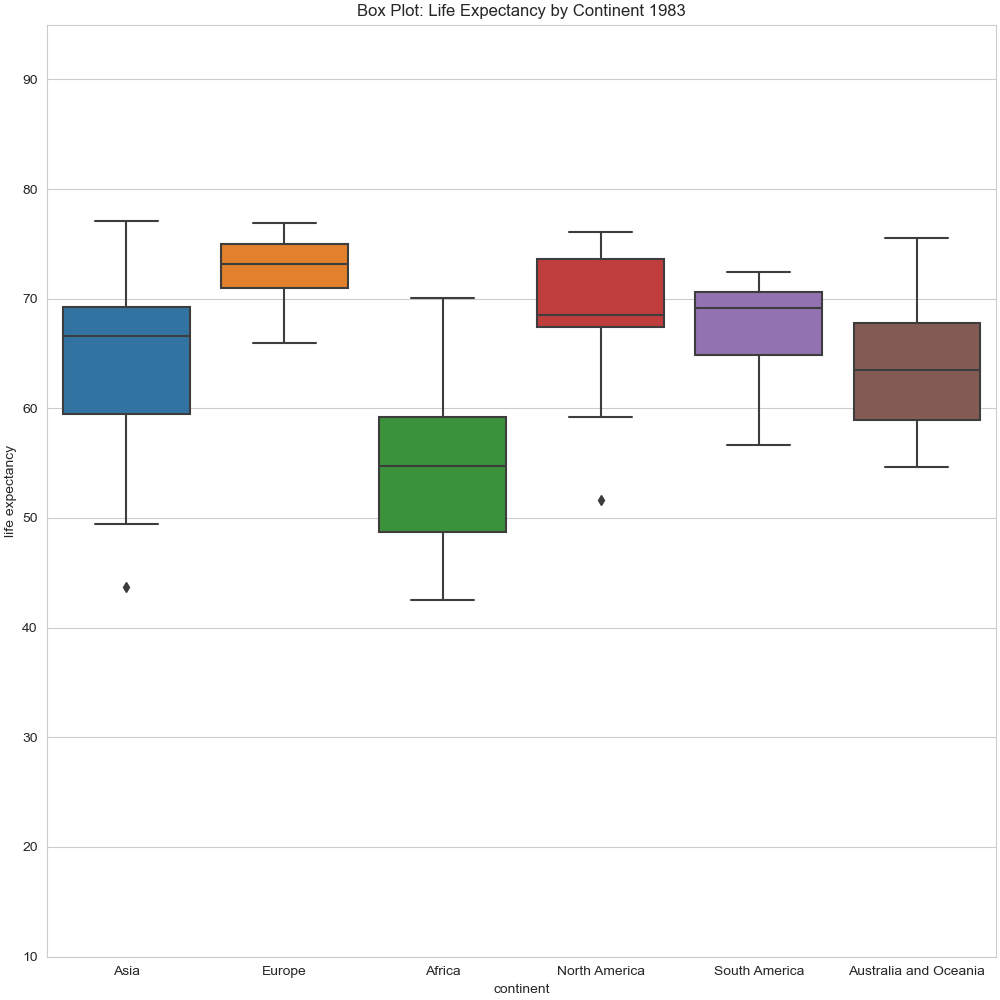 Box Plot: Life Expectancy by Continent 1983
90
80
70
60
50
40
30
20
10
life expectancy
Asia
Europe
Africa
North America
South America
Australia and Oceania
continent